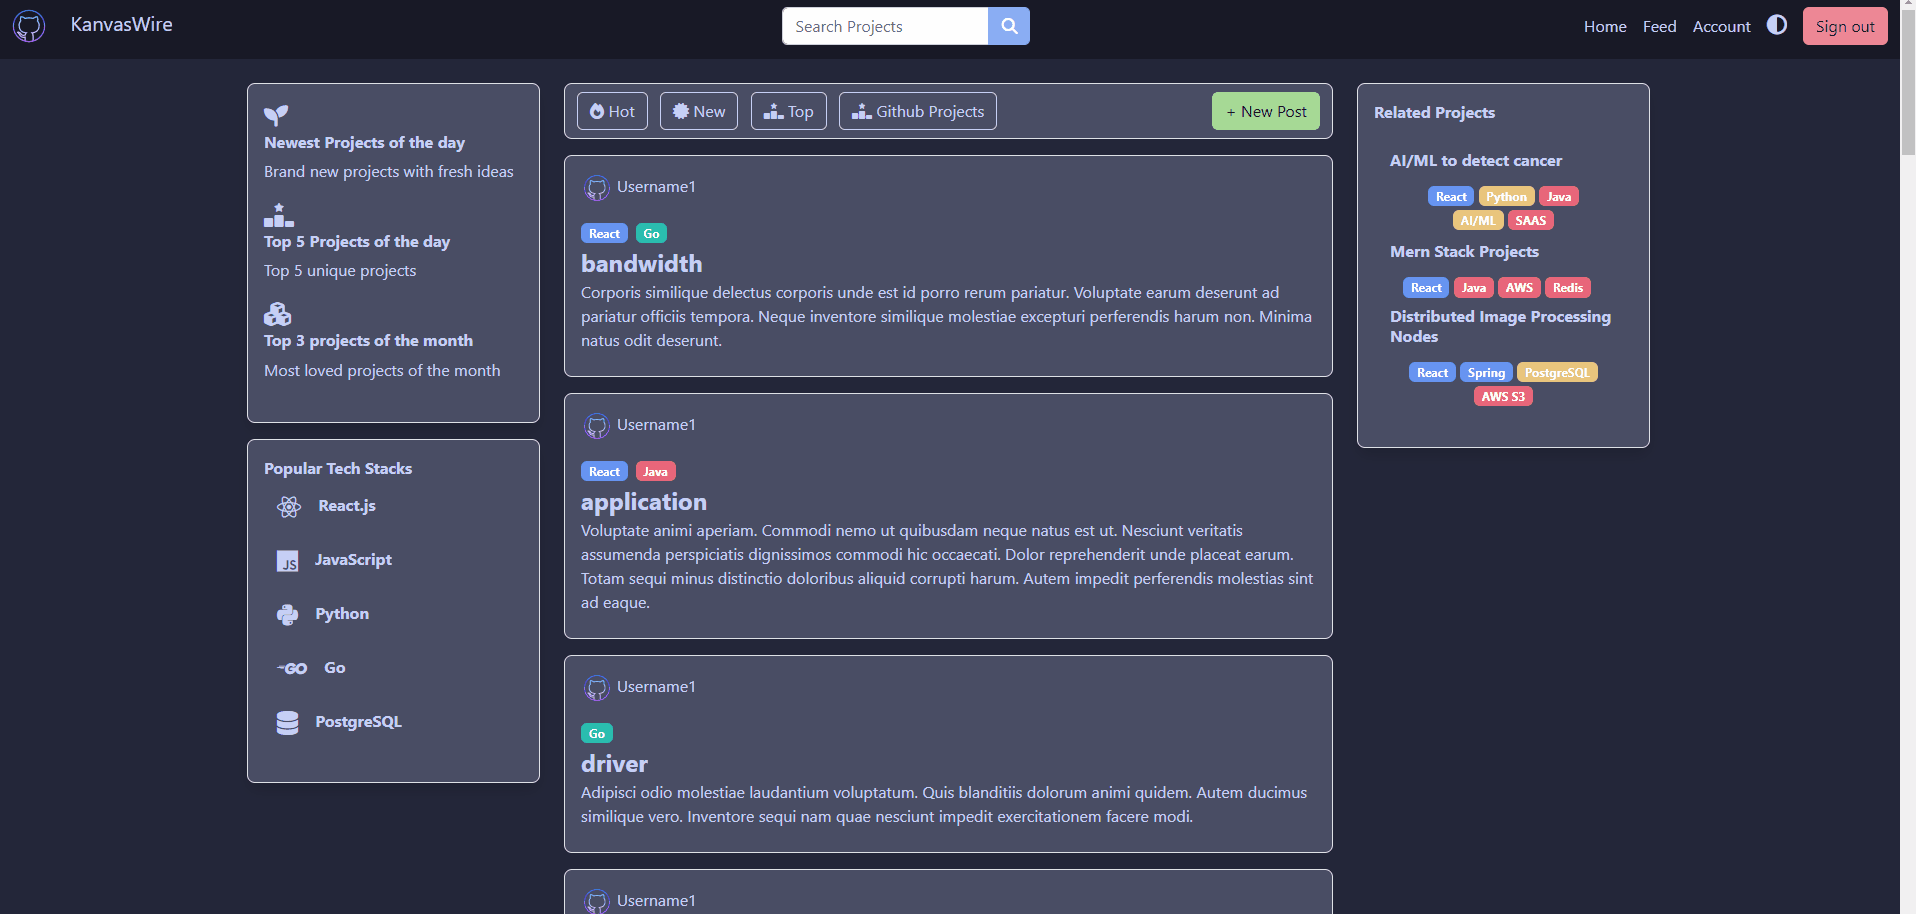 KanvasWire
Search Projects
Home Feed Account Sign out
Newest Projects of the day
Brand new projects with fresh ideas
Top 5 Projects of the day
Top 5 unique projects
Top 3 projects of the month
Most loved projects of the month
Popular Tech Stacks
React.js
JS JavaScript
Python
GO Go
PostgreSQL
Hot New Top Github Projects + New Post
Username1
React Go
bandwidth
Corporis similique delectus corporis unde est id porro rerum pariatur. Voluptate earum deserunt ad
pariatur officiis tempora. Neque inventore similique molestiae excepturi perferendis harum non. Minima
natus odit deserunt.
Username1
React Java
application
Voluptate animi aperiam. Commodi nemo ut quibusdam neque natus est ut. Nesciunt veritatis
assumenda perspiciatis dignissimos commodi hic occaecati. Dolor reprehenderit unde placeat earum.
Totam sequi minus distinctio doloribus aliquid corrupti harum. Autem impedit perferendis molestias sint
ad eaque.
Username1
Go
driver
Adipisci odio molestiae laudantium voluptatum. Quis blanditiis dolorum animi quidem. Autem ducimus
similique vero. Inventore sequi nam quae nesciunt impedit exercitationem facere modi.
Username1
Related Projects
AI/ML to detect cancer
React Python Java
AI/ML SAAS
Mern Stack Projects
React Java AWS Redis
Distributed Image Processing
Nodes
React Spring PostgreSQL
AWS S3